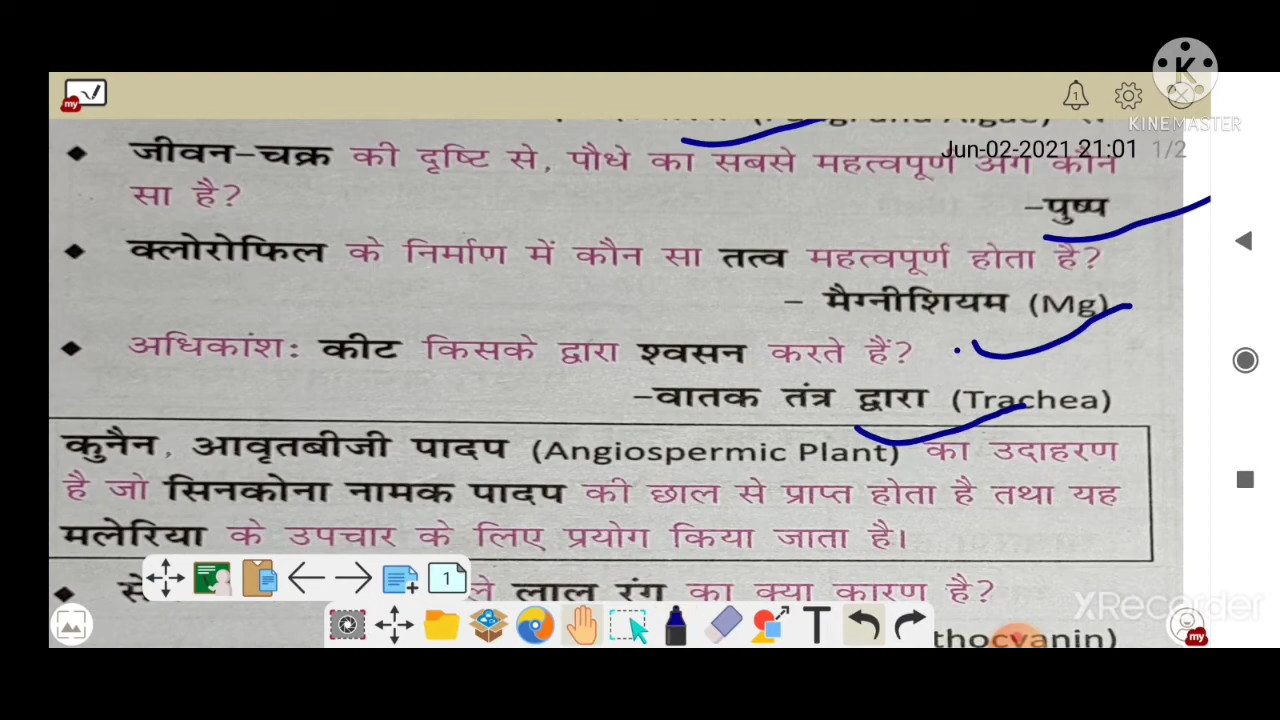 KINEMASTER
Jun-02-2021 21:01 1/2
जीवन-चक्र की दृष्टि से, पौधे का सबसे महत्वपूर्ण अंग कौन
सा है?
-पुष्प
क्लोरोफिल के निर्माण में कौन सा तत्व महत्वपूर्ण होता है?
- मैग्नीशियम (Mg)
अधिकांश: कीट किसके द्वारा श्वसन करते हैं?
-वातक तंत्र द्वारा (Trachea)
कुनैन, आवृतबीजी पादप (Angiospermic Plant) का उदाहरण
है जो सिनकोना नामक पादप की छाल से प्राप्त होता है तथा यह
मलेरिया के उपचार के लिए प्रयोग किया जाता है।
लाल रंग का क्या कारण है?
XRecorder